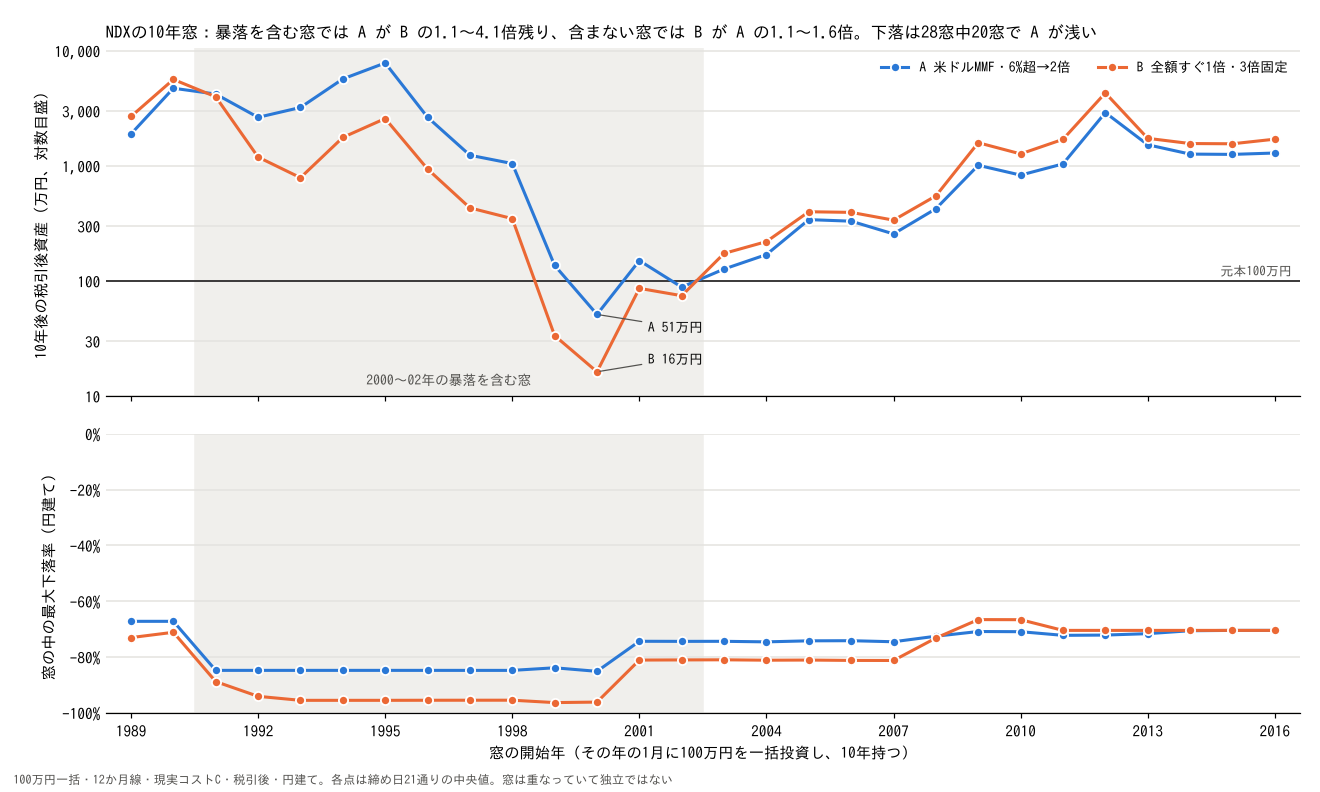 NDXの10年窓：暴落を含む窓では A が B の1.1〜4.1倍残り、含まない窓では B が A の1.1〜1.6倍。下落は28窓中20窓で A が浅い
A 米ドルMMF・6%超→2倍
B 全額すぐ1倍・3倍固定
10年後の税引後資産（万円、対数目盛）
10,000
3,000
1,000
300
100
30
10
元本100万円
A 51万円
B 16万円
2000〜02年の暴落を含む窓
窓の中の最大下落率（円建て）
0%
−20%
−40%
−60%
−80%
−100%
1989 1992 1995 1998 2001 2004 2007 2010 2013 2016
窓の開始年（その年の1月に100万円を一括投資し、10年持つ）
100万円一括・12か月線・現実コストC・税引後・円建て。各点は締め日21通りの中央値。窓は重なっていて独立ではない